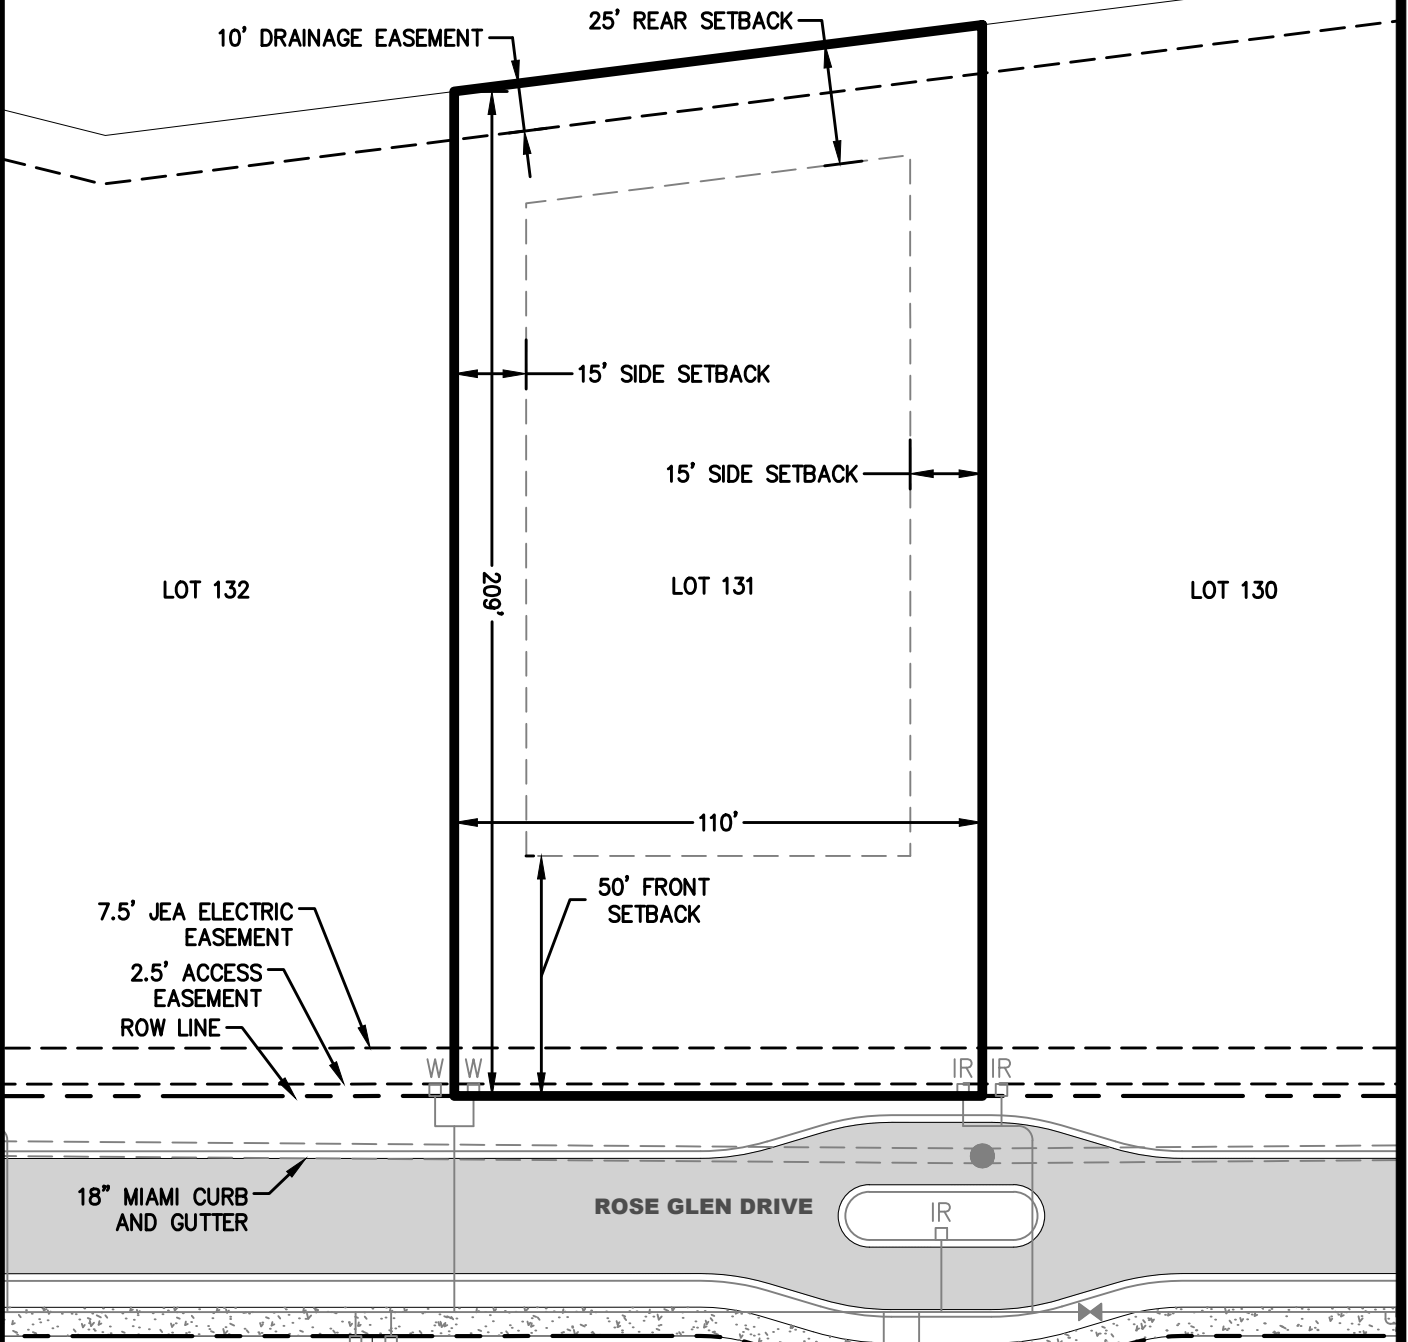 25' REAR SETBACK
10' DRAINAGE EASEMENT
15' SIDE SETBACK
15' SIDE SETBACK
LOT 132
209'
LOT 131
LOT 130
110'
50' FRONT
SETBACK
7.5' JEA ELECTRIC
EASEMENT
2.5' ACCESS
EASEMENT
ROW LINE
W W
IR IR
18" MIAMI CURB
AND GUTTER
ROSE GLEN DRIVE
IR